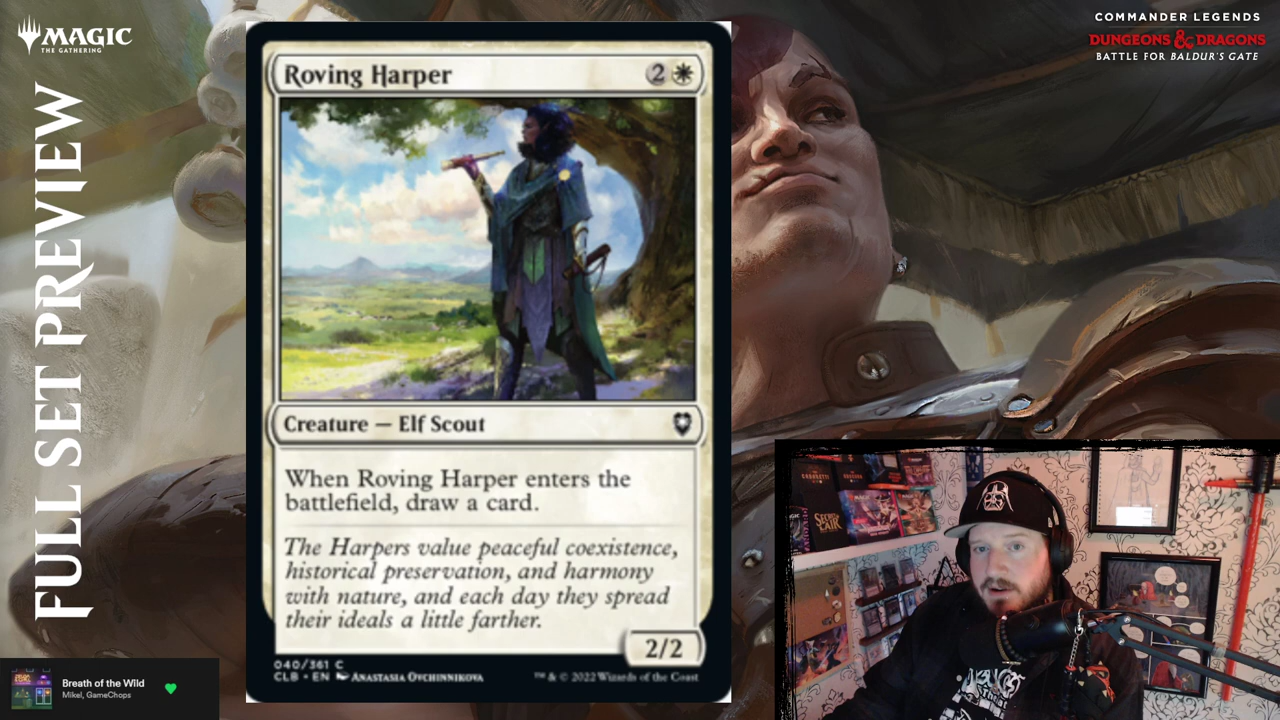 MAGIC
THE GATHERING
FULL SET PREVIEW
COMMANDER LEGENDS
DUNGEONS & DRAGONS
BATTLE FOR BALDUR'S GATE
Roving Harper
2
Creature — Elf Scout
When Roving Harper enters the
battlefield, draw a card.
The Harpers value peaceful coexistence,
historical preservation, and harmony
with nature, and each day they spread
their ideals a little farther.
2/2
040/361 C
CLB • EN ANASTASIA OVCHINNIKOVA
™ & © 2022 Wizards of the Coast
Breath of the Wild
Mikel, GameChops
SECRET
LAIR